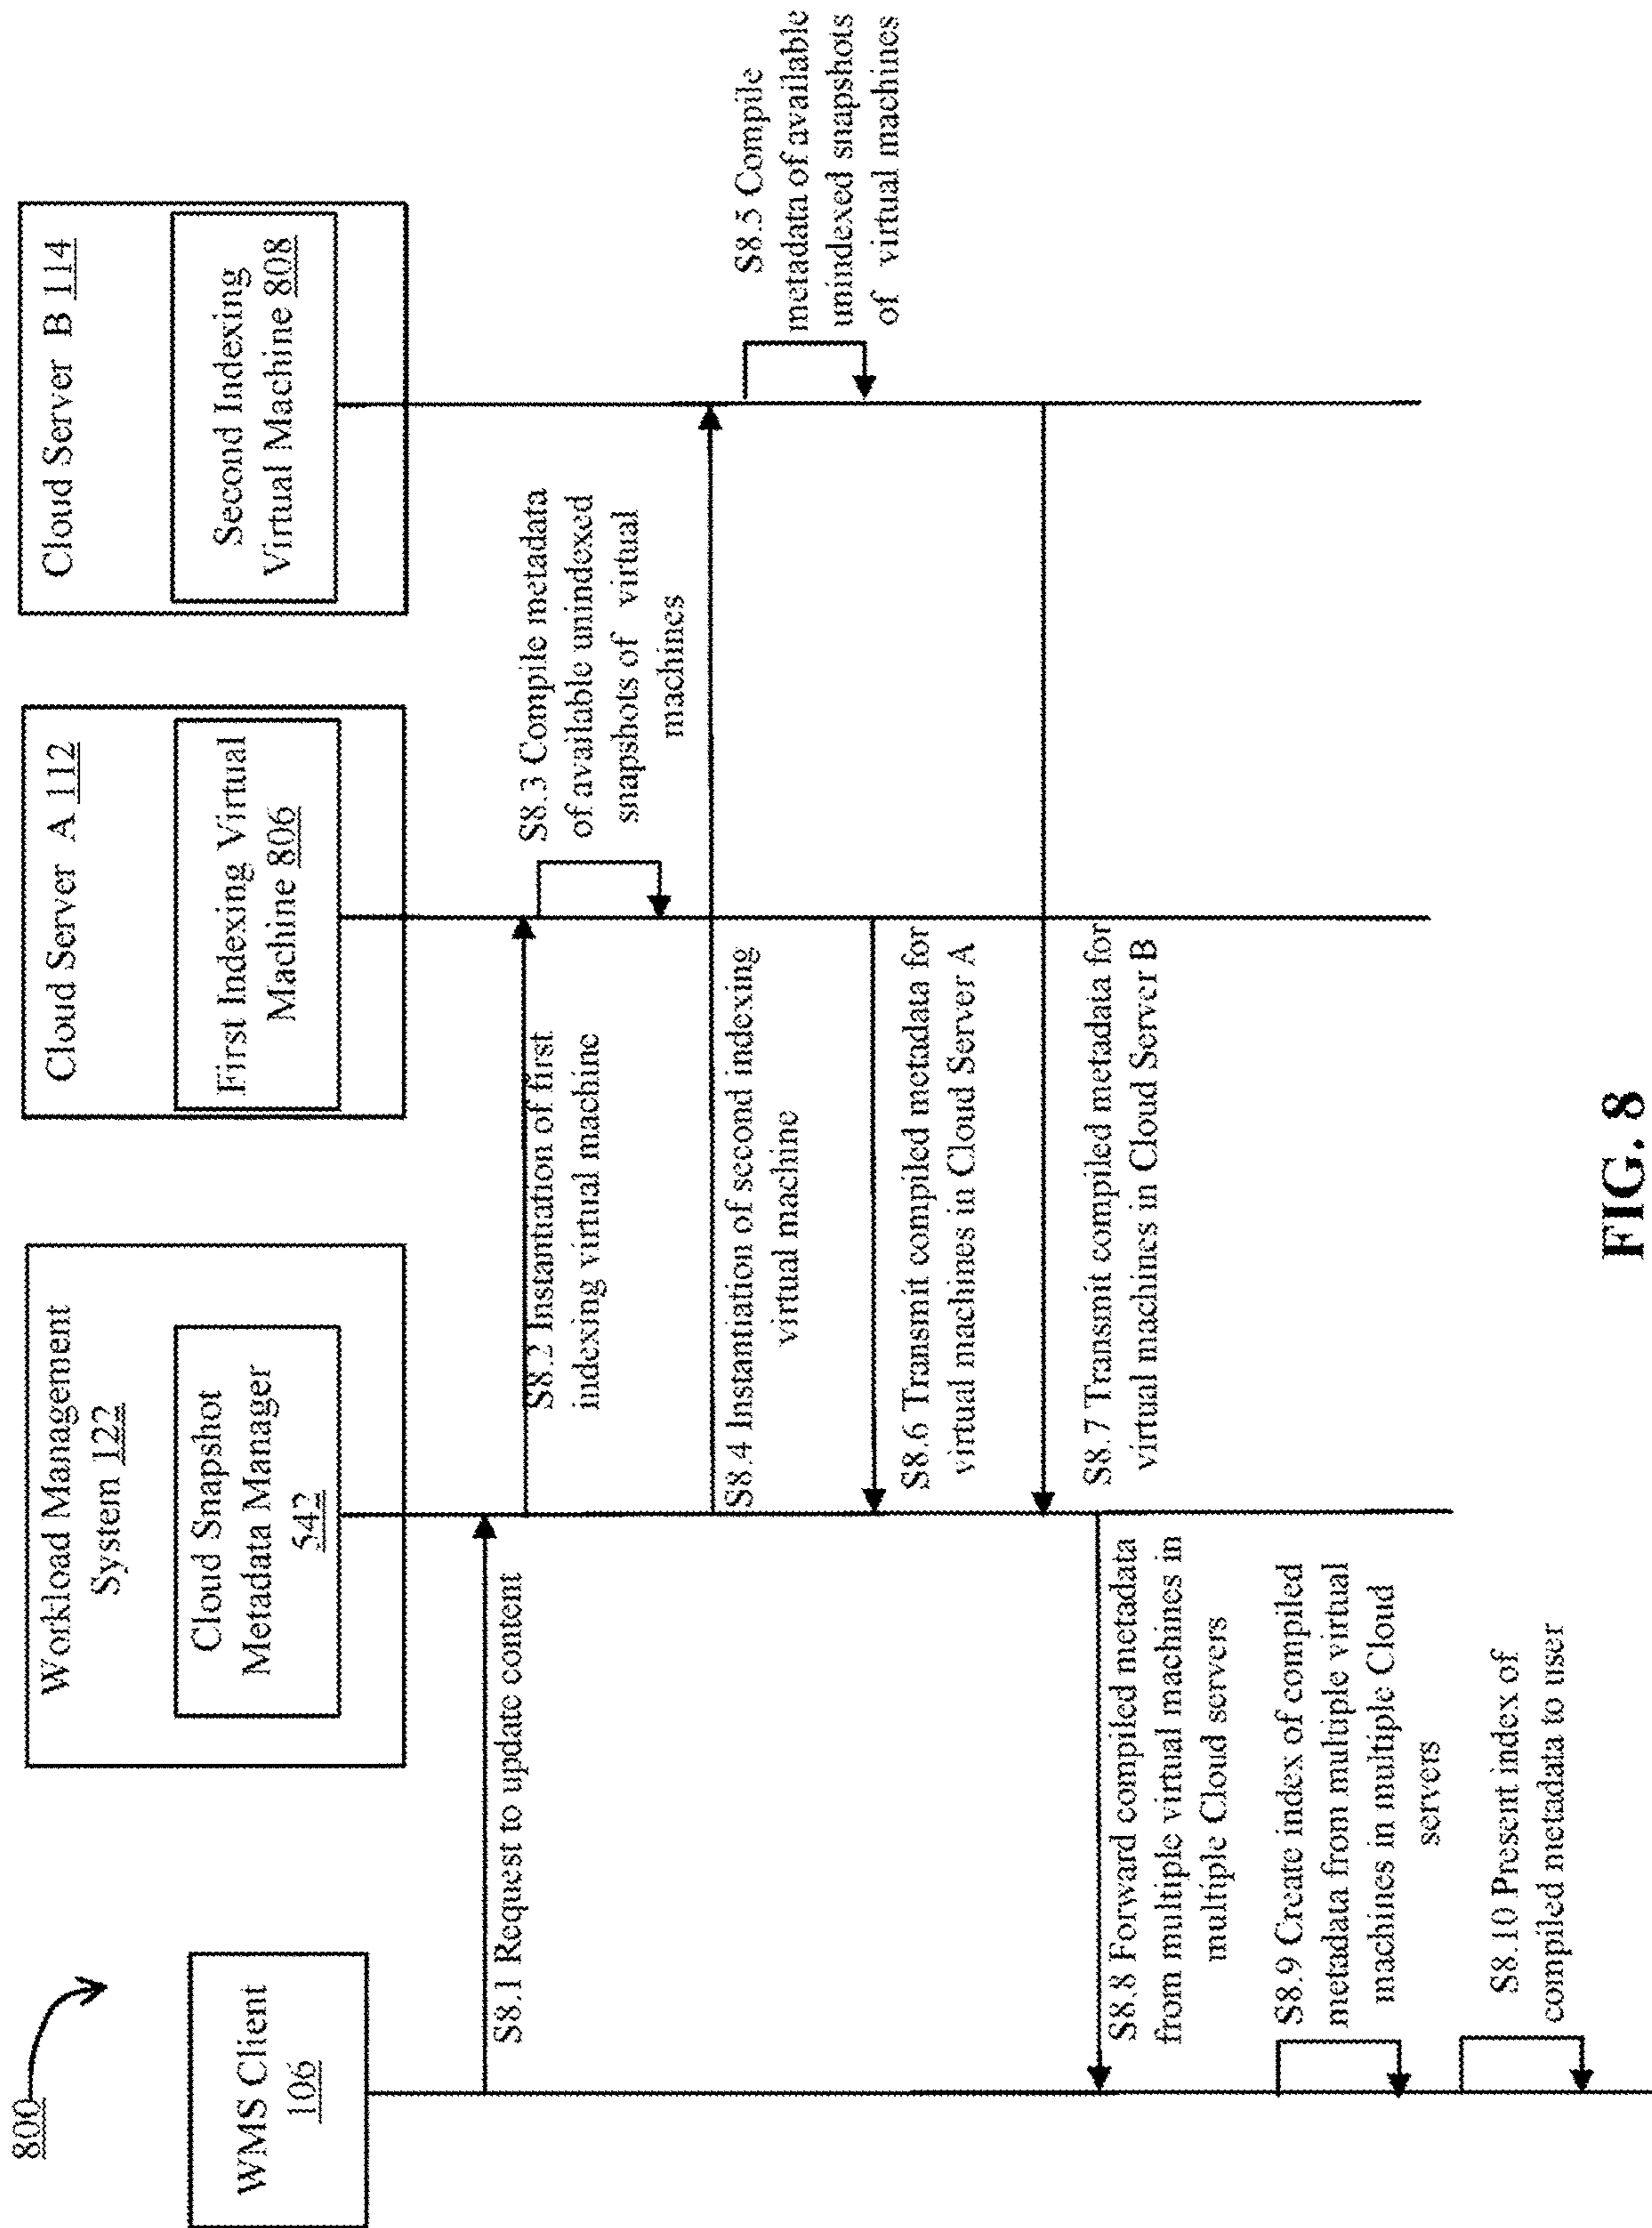 800
WMS Client
106
Workload Management
System 122
Cloud Snapshot
Metadata Manager
542
Cloud Server A 112
First Indexing Virtual
Machine 806
Cloud Server B 114
Second Indexing
Virtual Machine 808
S8.1 Request to update content
S8.2 Instantiation of first
indexing virtual machine
S8.3 Compile metadata
of available unindexed
snapshots of virtual
machines
S8.4 Instantiation of second indexing
virtual machine
S8.5 Compile
metadata of available
unindexed snapshots
of virtual machines
S8.6 Transmit compiled metadata for
virtual machines in Cloud Server A
S8.7 Transmit compiled metadata for
virtual machines in Cloud Server B
S8.8 Forward compiled metadata
from multiple virtual machines in
multiple Cloud servers
S8.9 Create index of compiled
metadata from multiple virtual
machines in multiple Cloud
servers
S8.10 Present index of
compiled metadata to user
FIG. 8